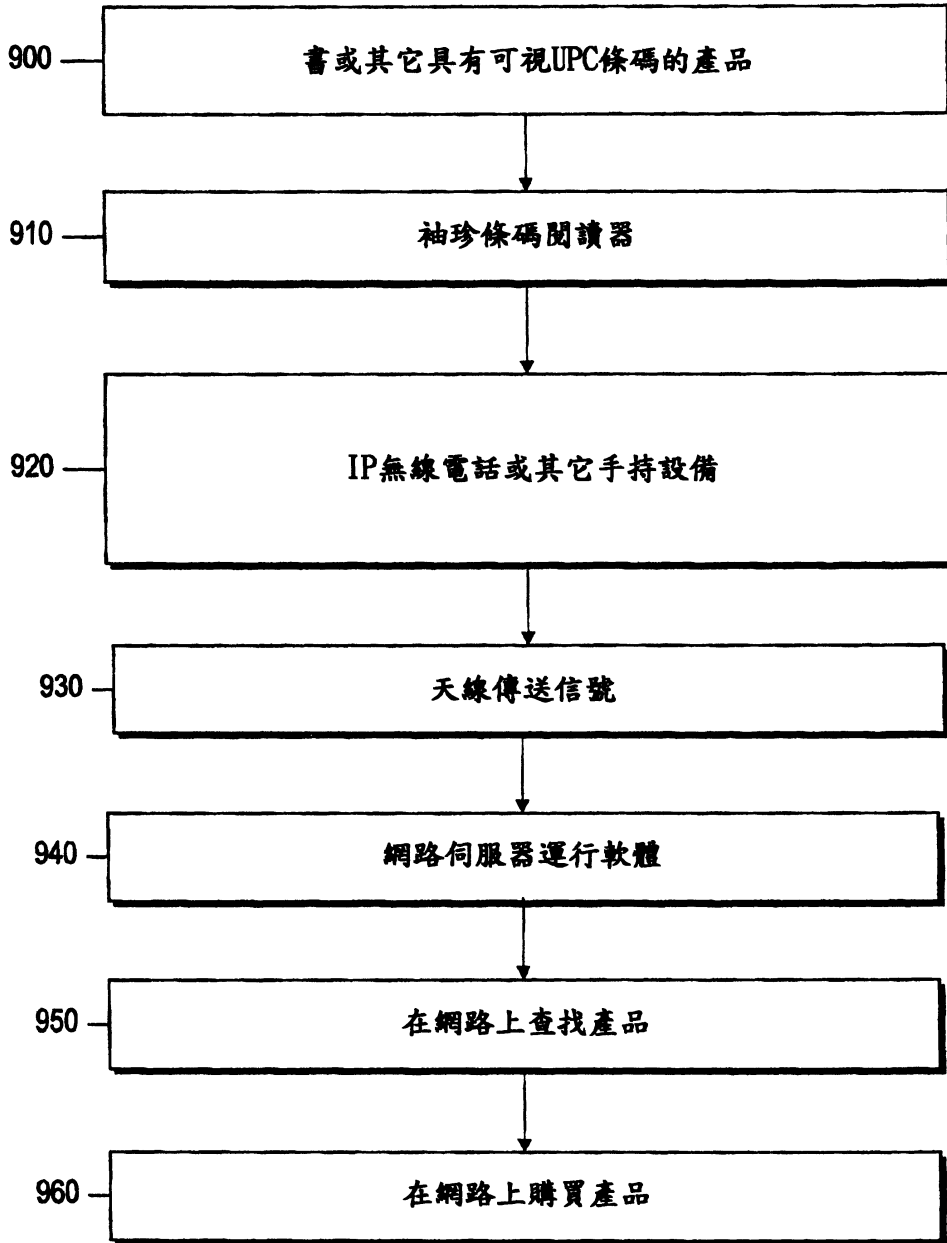 900 書或其它具有可視UPC條碼的產品
910 袖珍條碼閱讀器
920 IP無線電話或其它手持設備
930 天線傳送信號
940 網路伺服器運行軟體
950 在網路上查找產品
960 在網路上購買產品